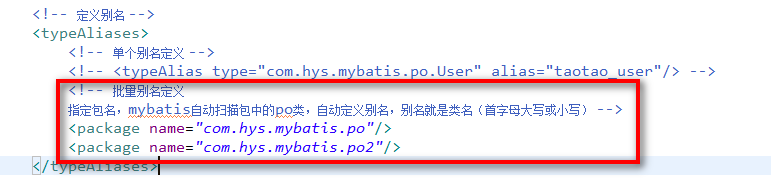 <!-- 定义别名 -->
<typeAliases>
<!-- 单个别名定义 -->
<!-- <typeAlias type="com.hys.mybatis.po.User" alias="taotao_user"/> -->
<!-- 批量别名定义
指定包名，mybatis自动扫描包中的po类，自动定义别名，别名就是类名（首字母大写或小写） -->
<package name="com.hys.mybatis.po"/>
<package name="com.hys.mybatis.po2"/>
</typeAliases>